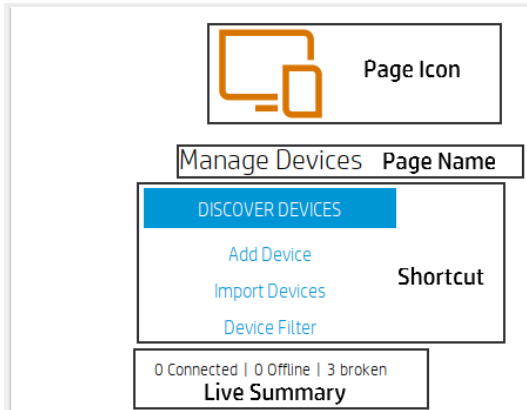 Page Icon
Manage Devices Page Name
DISCOVER DEVICES
Add Device
Import Devices
Device Filter
Shortcut
0 Connected | 0 Offline | 3 broken
Live Summary